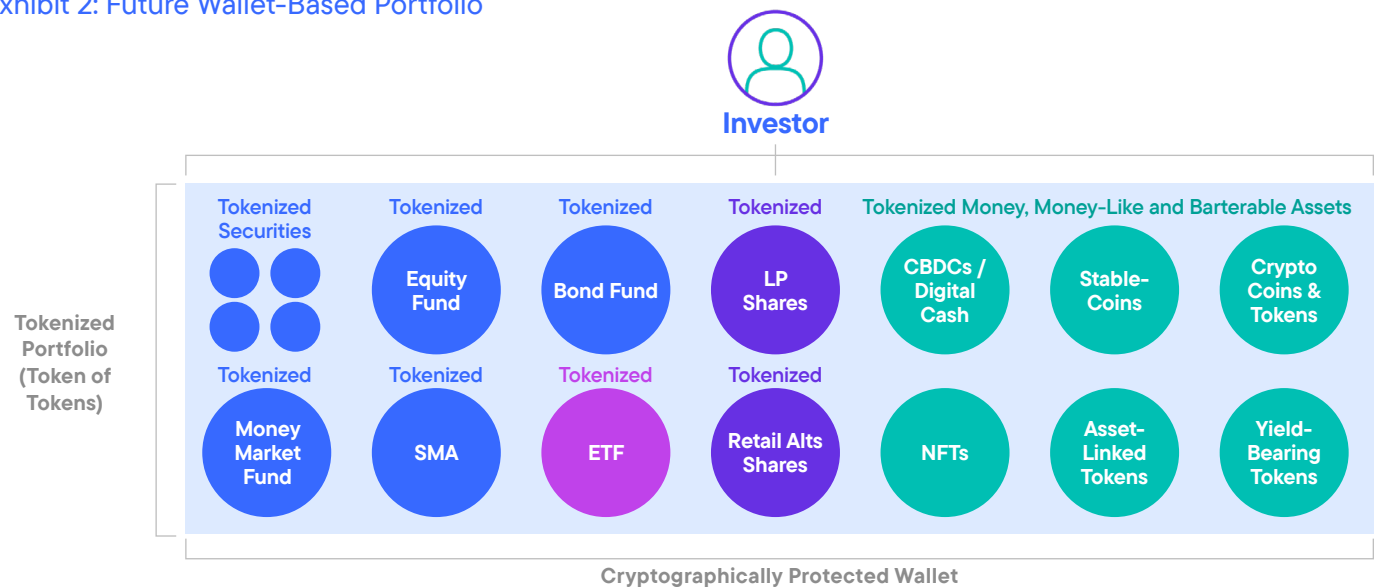 xhibit 2: Future Wallet-Based Portfolio
Investor
Tokenized
Securities
Tokenized
Equity
Fund
Tokenized
Bond Fund
Tokenized
LP
Shares
Tokenized Money, Money-Like and Barterable Assets
CBDCs /
Digital
Cash
Stable-
Coins
Crypto
Coins &
Tokens
Tokenized
Portfolio
(Token of
Tokens)
Tokenized
Money
Market
Fund
Tokenized
SMA
Tokenized
ETF
Tokenized
Retail Alts
Shares
NFTs
Asset-
Linked
Tokens
Yield-
Bearing
Tokens
Cryptographically Protected Wallet